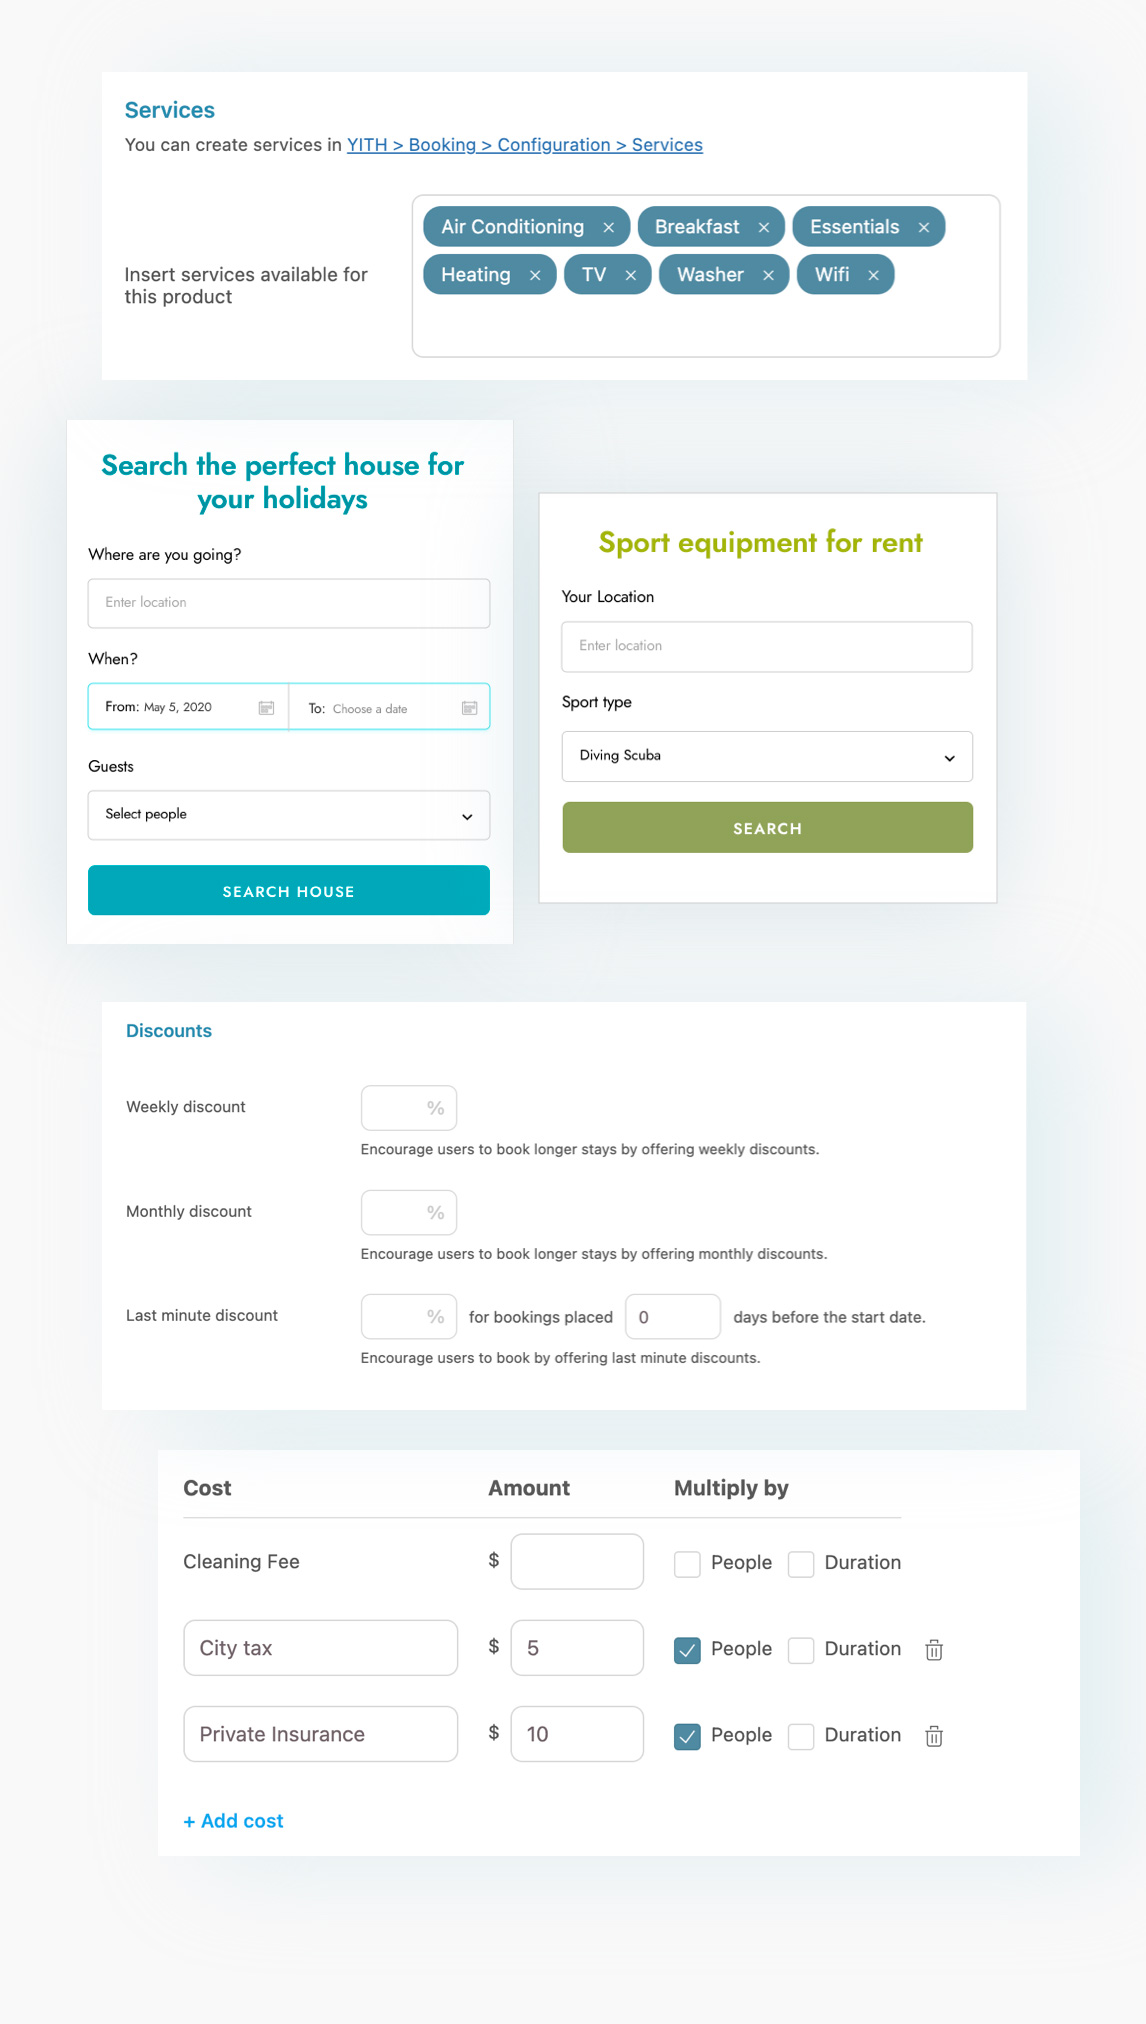 Services
You can create services in YITH > Booking > Configuration > Services
Air Conditioning × Breakfast × Essentials ×
Heating × TV × Washer × Wifi ×
Insert services available for
this product
Search the perfect house for
your holidays
Where are you going?
Enter location
When?
From: May 5, 2020 To: Choose a date
Guests
Select people
SEARCH HOUSE
Sport equipment for rent
Your Location
Enter location
Sport type
Diving Scuba
SEARCH
Discounts
Weekly discount %
Encourage users to book longer stays by offering weekly discounts.
Monthly discount %
Encourage users to book longer stays by offering monthly discounts.
Last minute discount % for bookings placed 0 days before the start date.
Encourage users to book by offering last minute discounts.
Cost Amount Multiply by
Cleaning Fee $ People Duration
City tax $ 5 People Duration
Private Insurance $ 10 People Duration
+ Add cost